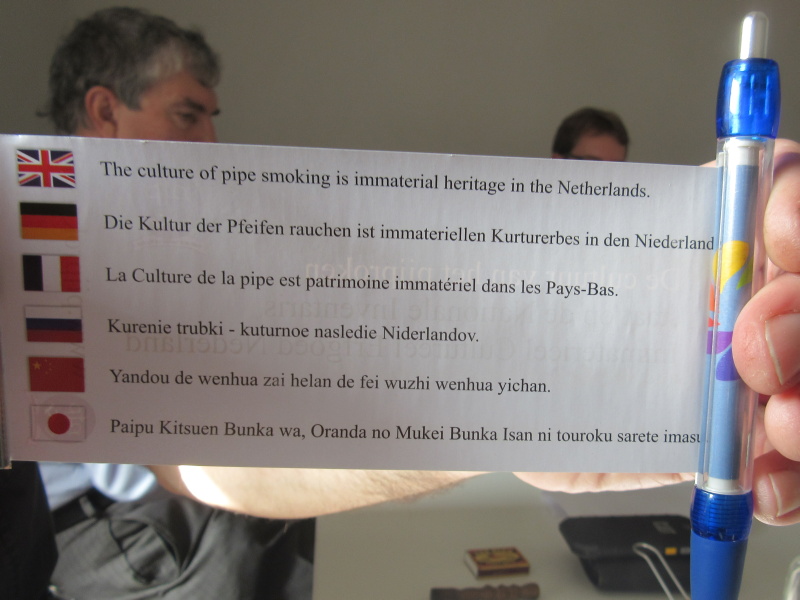 The culture of pipe smoking is immaterial heritage in the Netherlands.
Die Kultur der Pfeifen rauchen ist immateriellen Kurturerbes in den Niederland
La Culture de la pipe est patrimoine immatériel dans les Pays-Bas.
Kurenie trubki - kuturnoe nasledie Niderlandov.
Yandou de wenhua zai helan de fei wuzhi wenhua yichan.
Paipu Kitsuen Bunka wa, Oranda no Mukei Bunka Isan ni touroku sarete imasu